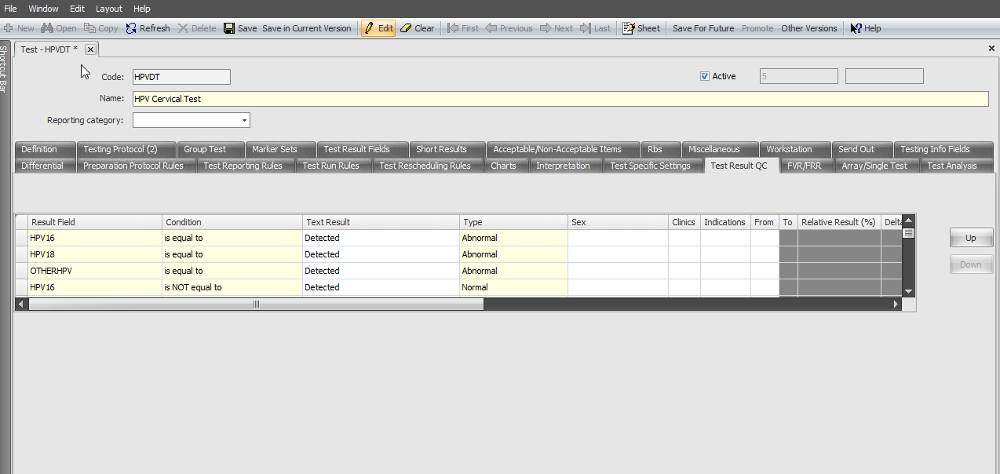 File Window Edit Layout Help
New Open Copy Refresh Delete Save Save in Current Version Edit Clear First Previous Next Last Sheet Save For Future Promote Other Versions Help
Shortcut Bar
Test - HPVDT *
Code: HPVDT Active 5
Name: HPV Cervical Test
Reporting category:
Definition Testing Protocol (2) Group Test Marker Sets Test Result Fields Short Results Acceptable/Non-Acceptable Items Rbs Miscellaneous Workstation Send Out Testing Info Fields
Differential Preparation Protocol Rules Test Reporting Rules Test Run Rules Test Rescheduling Rules Charts Interpretation Test Specific Settings Test Result QC FVR/FRR Array/Single Test Test Analysis
Result Field Condition Text Result Type Sex Clinics Indications From To Relative Result (%) Delta
HPV16 is equal to Detected Abnormal
Up
HPV18 is equal to Detected Abnormal
OTHERHPV is equal to Detected Abnormal
Down
HPV16 is NOT equal to Detected Normal